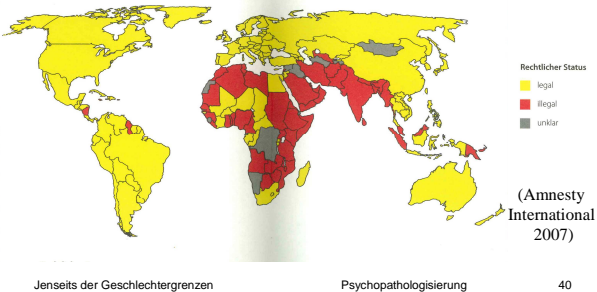 Rechtlicher Status
legal
illegal
unklar
(Amnesty
International
2007)
Jenseits der Geschlechtergrenzen
Psychopathologisierung
40